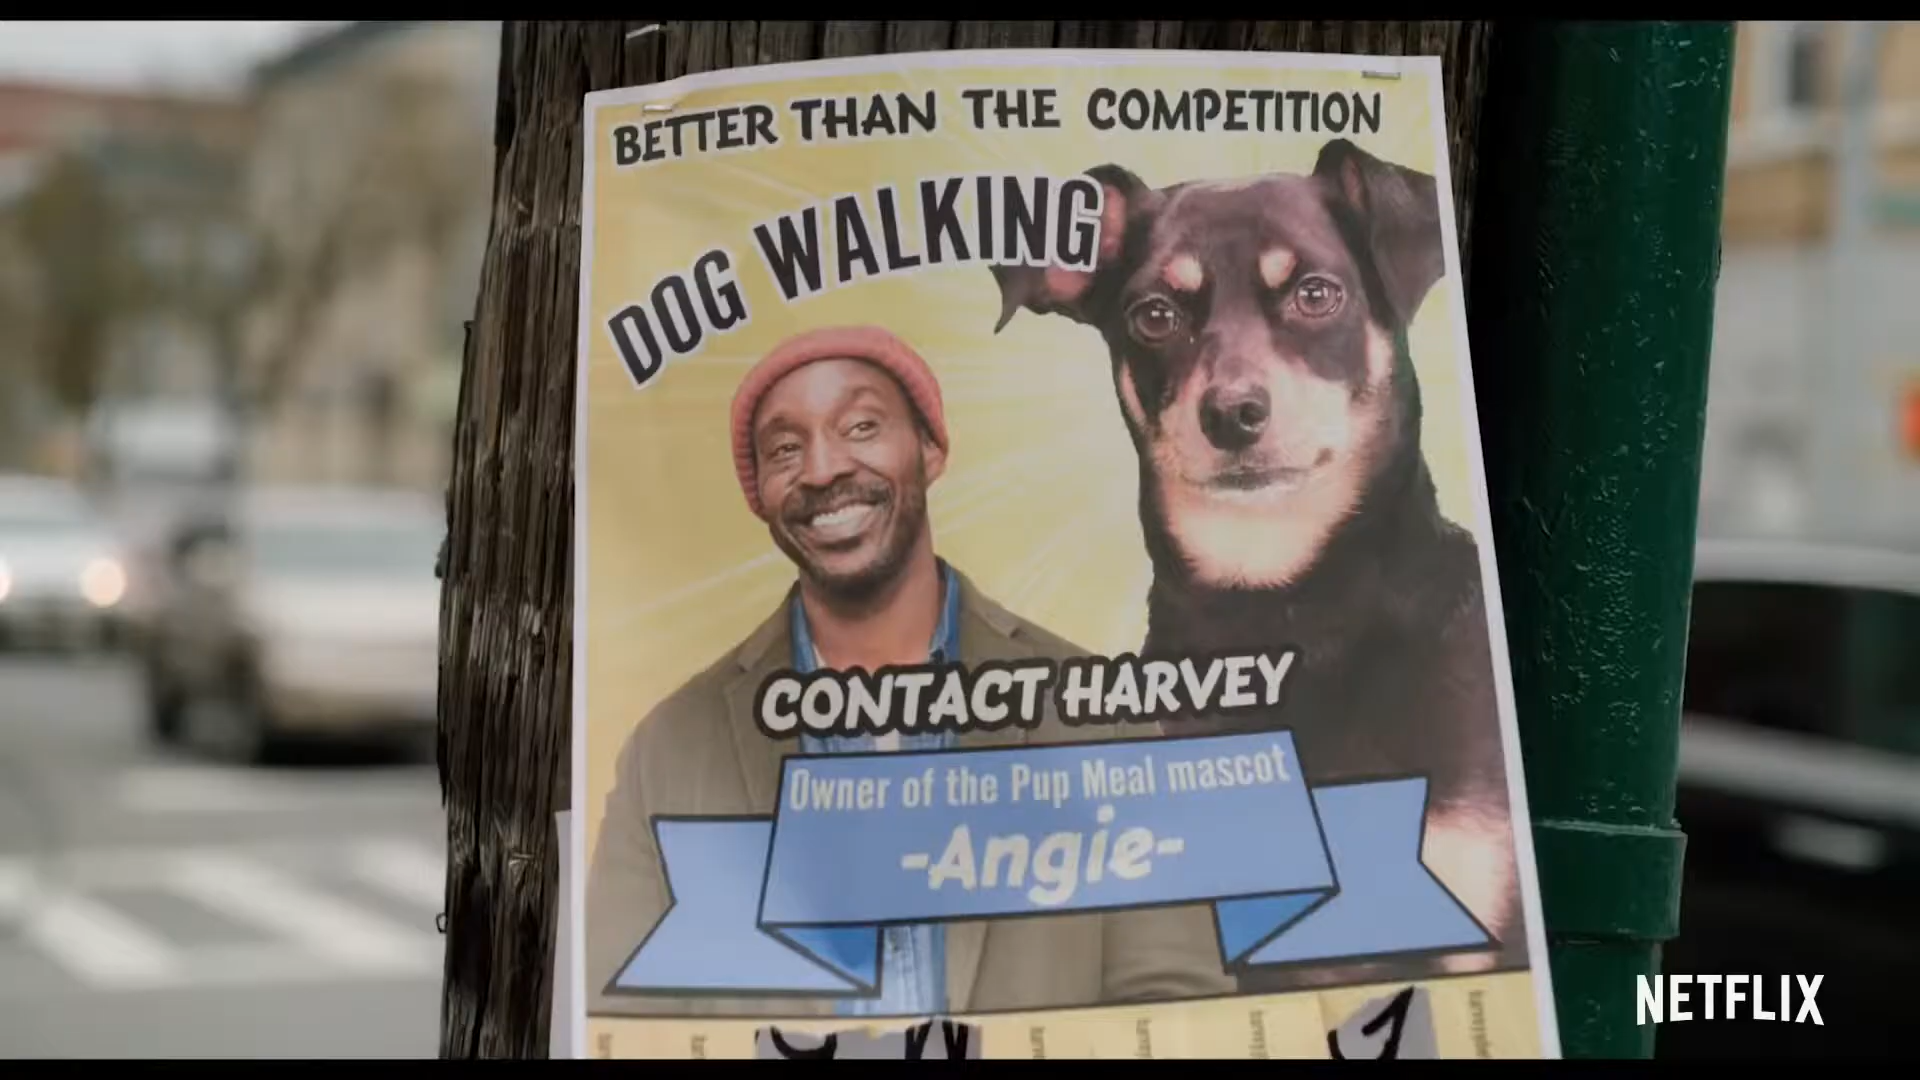 BETTER THAN THE COMPETITION
DOG WALKING
CONTACT HARVEY
Owner of the Pup Meal mascot
-Angie-
NETFLIX